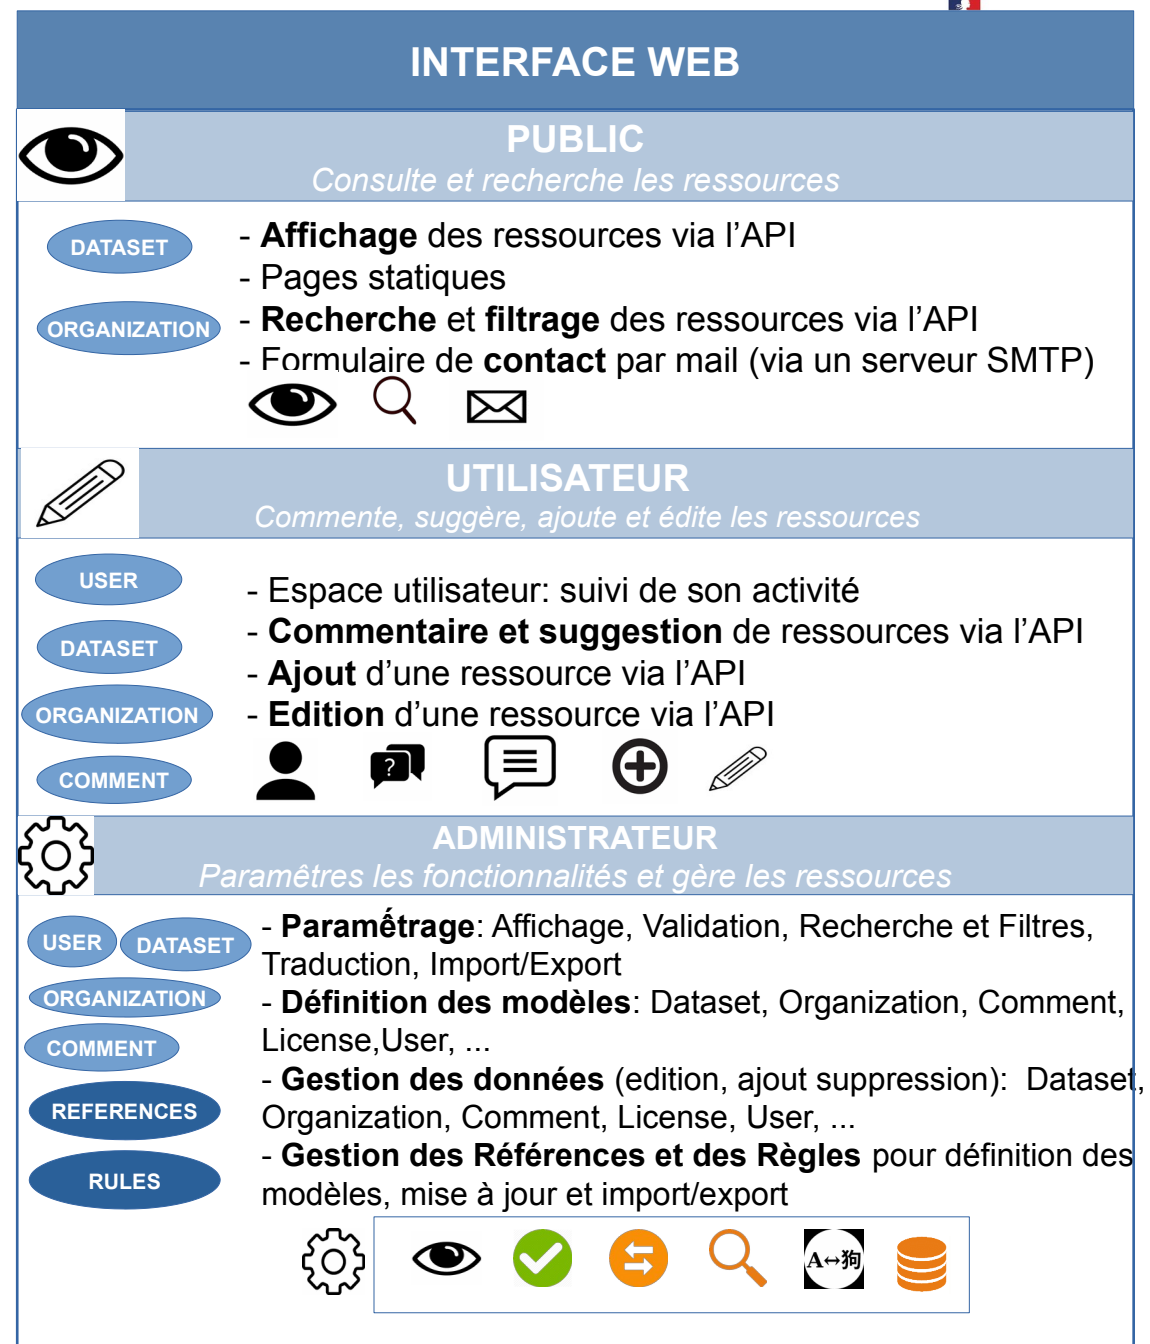 INTERFACE WEB
PUBLIC
Consulte et recherche les ressources
DATASET
ORGANIZATION
- Affichage des ressources via l’API
- Pages statiques
- Recherche et filtrage des ressources via l’API
- Formulaire de contact par mail (via un serveur SMTP)
UTILISATEUR
Commente, suggère, ajoute et édite les ressources
USER
DATASET
ORGANIZATION
COMMENT
- Espace utilisateur: suivi de son activité
- Commentaire et suggestion de ressources via l’API
- Ajout d’une ressource via l’API
- Edition d’une ressource via l’API
?
ADMINISTRATEUR
Paramêtres les fonctionnalités et gère les ressources
USER
DATASET
ORGANIZATION
COMMENT
REFERENCES
RULES
- Paramếtrage: Affichage, Validation, Recherche et Filtres,
Traduction, Import/Export
- Définition des modèles: Dataset, Organization, Comment,
License,User, ...
- Gestion des données (edition, ajout suppression):  Dataset,
Organization, Comment, License, User, ...
- Gestion des Références et des Règles pour définition des
modèles, mise à jour et import/export
A↔狗